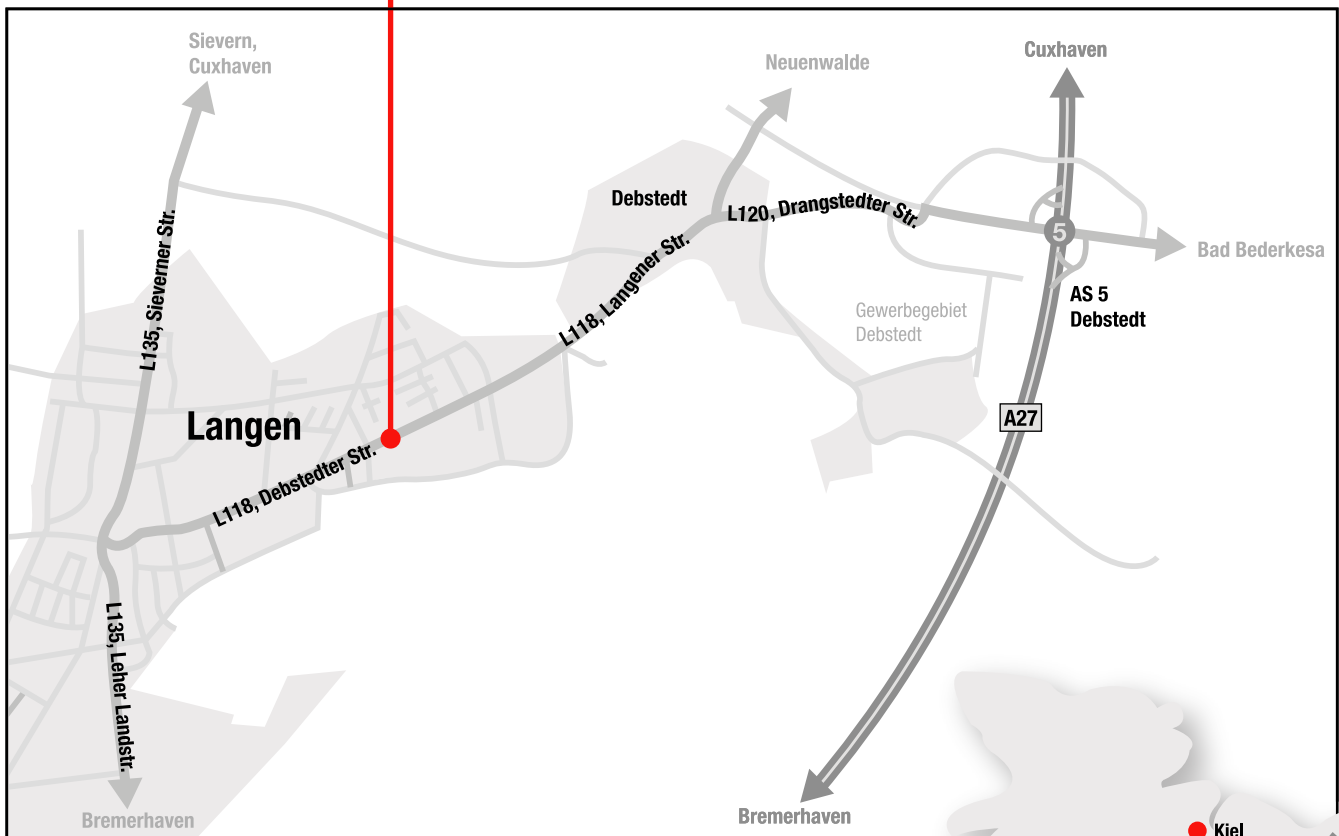 Sievern,
Cuxhaven
Neuenwalde
Cuxhaven
Debstedt
L120, Drangstedter Str.
5
Bad Bederkesa
L135, Sieverner Str.
L118, Langener Str.
AS 5
Debstedt
Gewerbegebiet
Debstedt
Langen
A27
L118, Debstedter Str.
L135, Leher Landstr.
Bremerhaven
Bremerhaven
Kiel